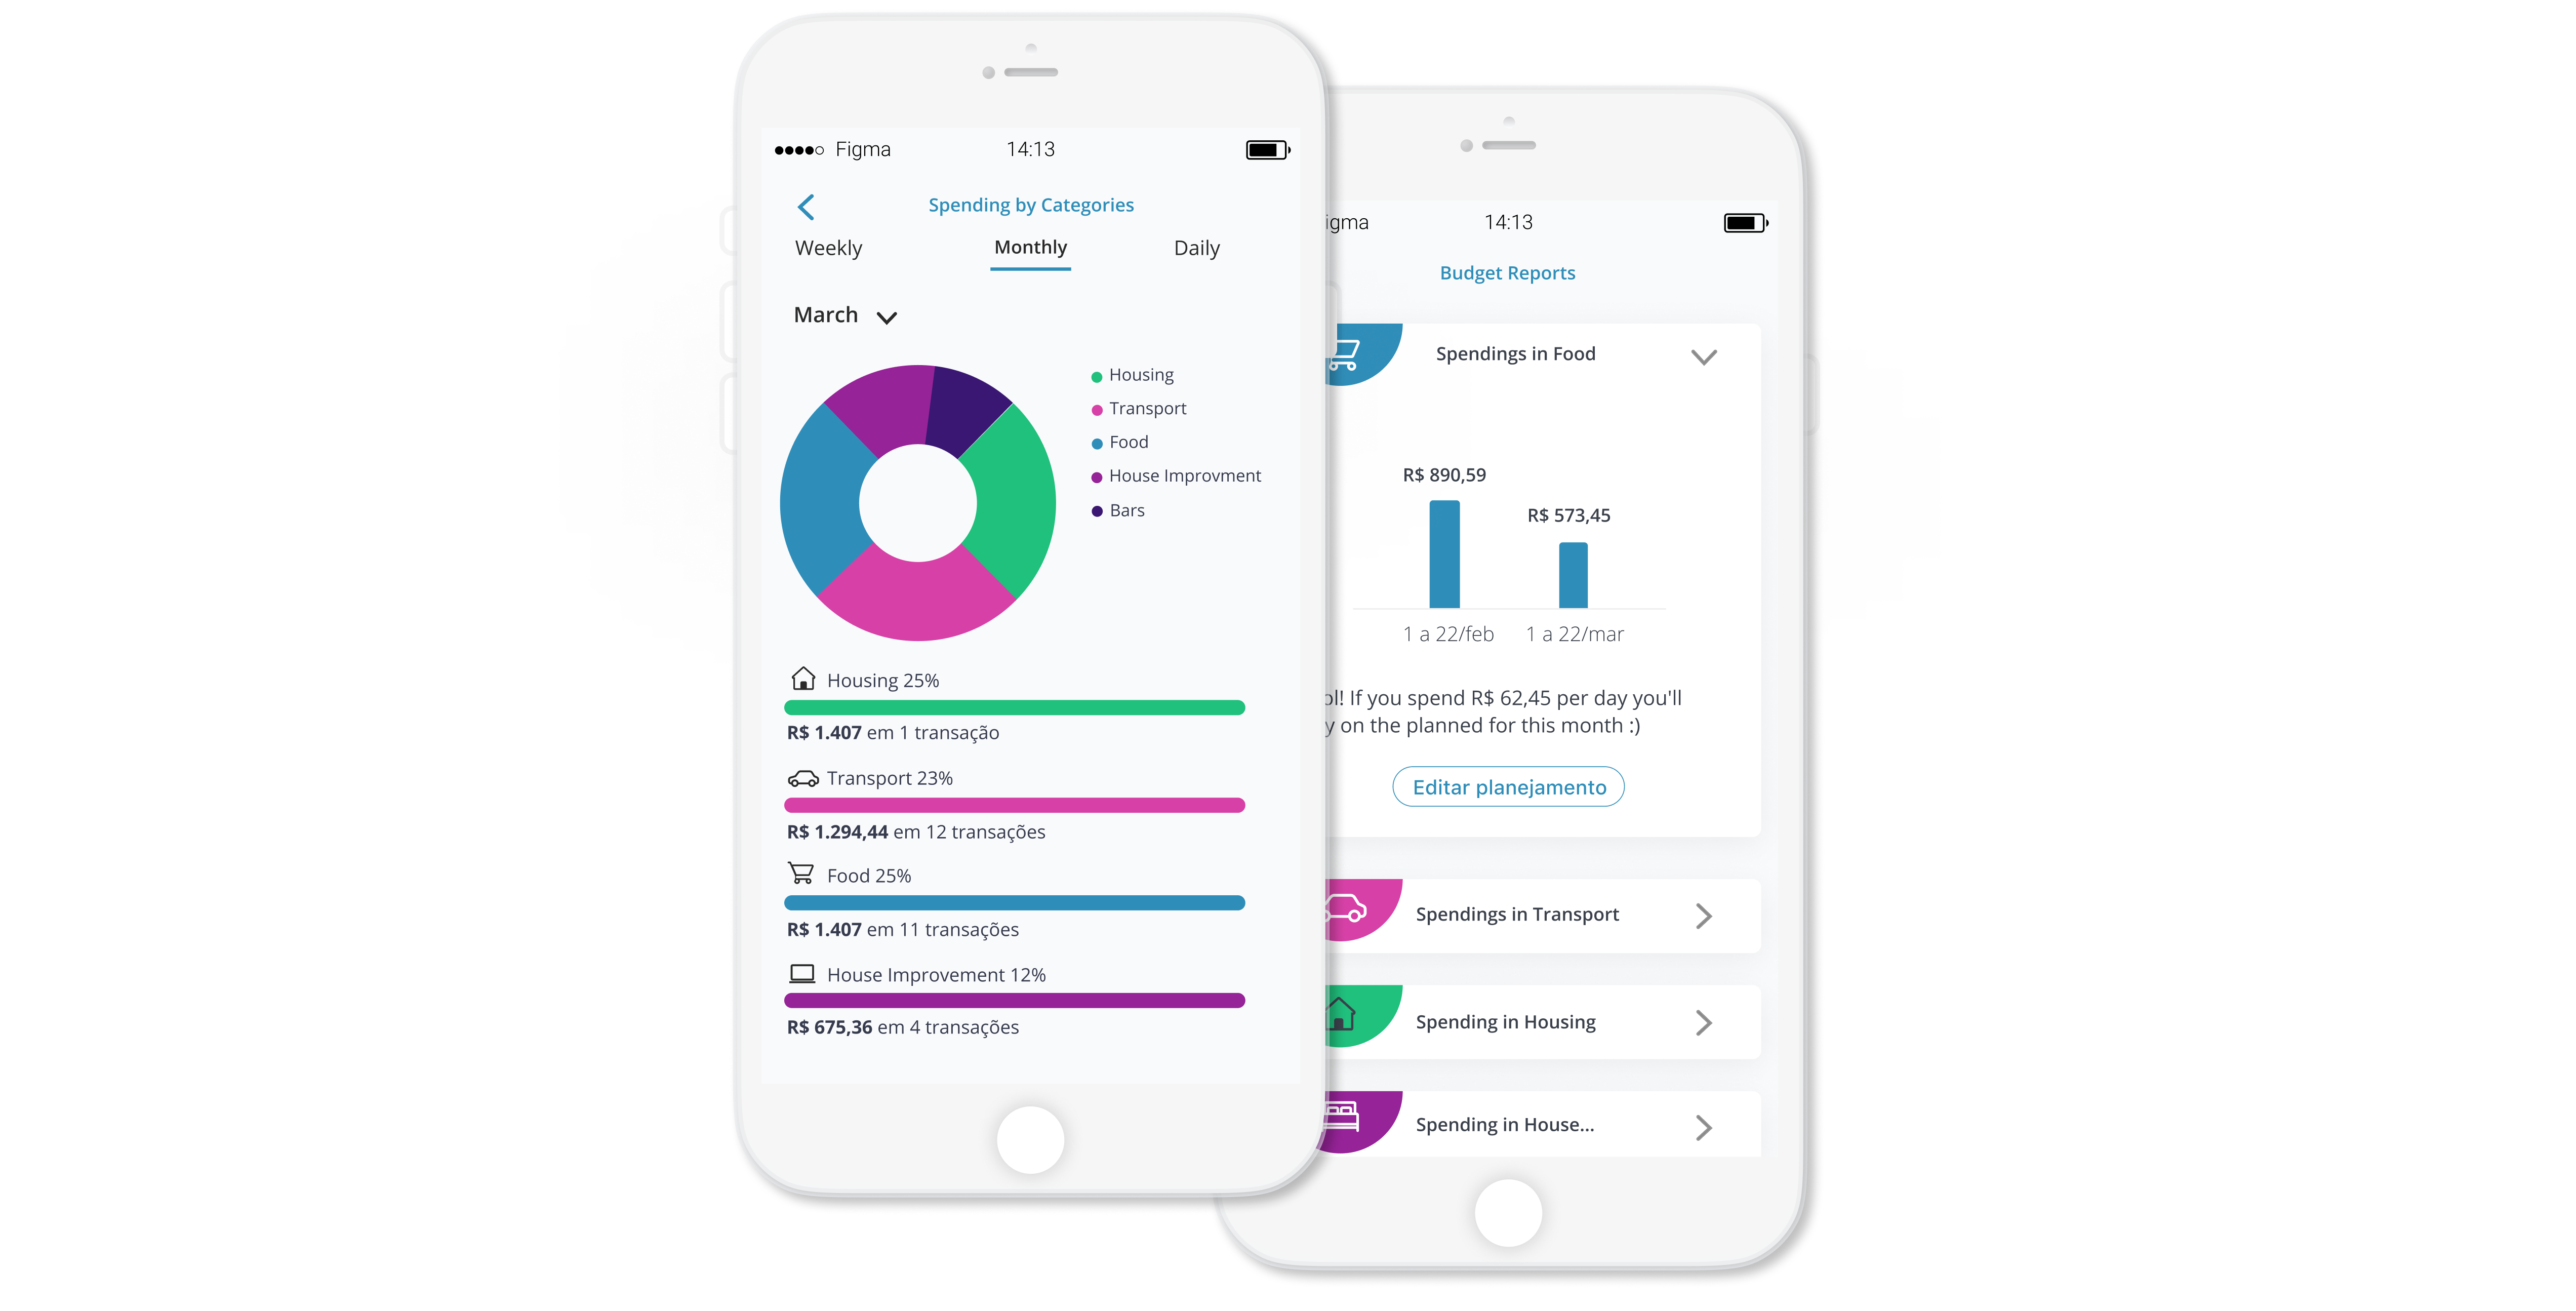 Figma 14:13
Spending by Categories
Weekly Monthly Daily
March
Housing
Transport
Food
House Improvment
Bars
Housing 25%
R$ 1.407 em 1 transação
Transport 23%
R$ 1.294,44 em 12 transações
Food 25%
R$ 1.407 em 11 transações
House Improvement 12%
R$ 675,36 em 4 transações
igma 14:13
Budget Reports
Spendings in Food
R$ 890,59
R$ 573,45
1 a 22/feb 1 a 22/mar
ol! If you spend R$ 62,45 per day you'll
y on the planned for this month :)
Editar planejamento
Spendings in Transport
Spending in Housing
Spending in House...